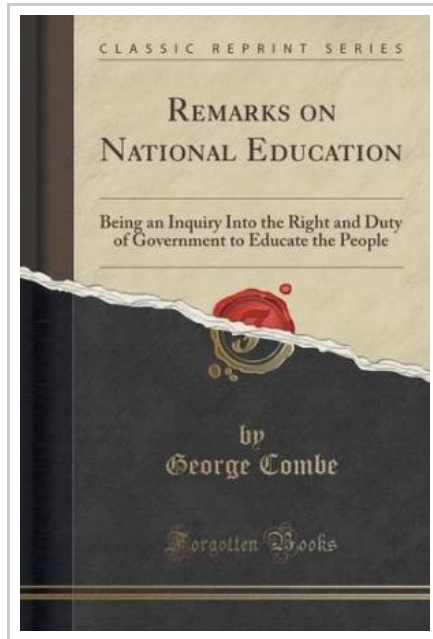 CLASSIC REPRINT SERIES
REMARKS ON
NATIONAL EDUCATION
Being an Inquiry Into the Right and Duty
of Government to Educate the People
by
George Combe
Forgotten Books